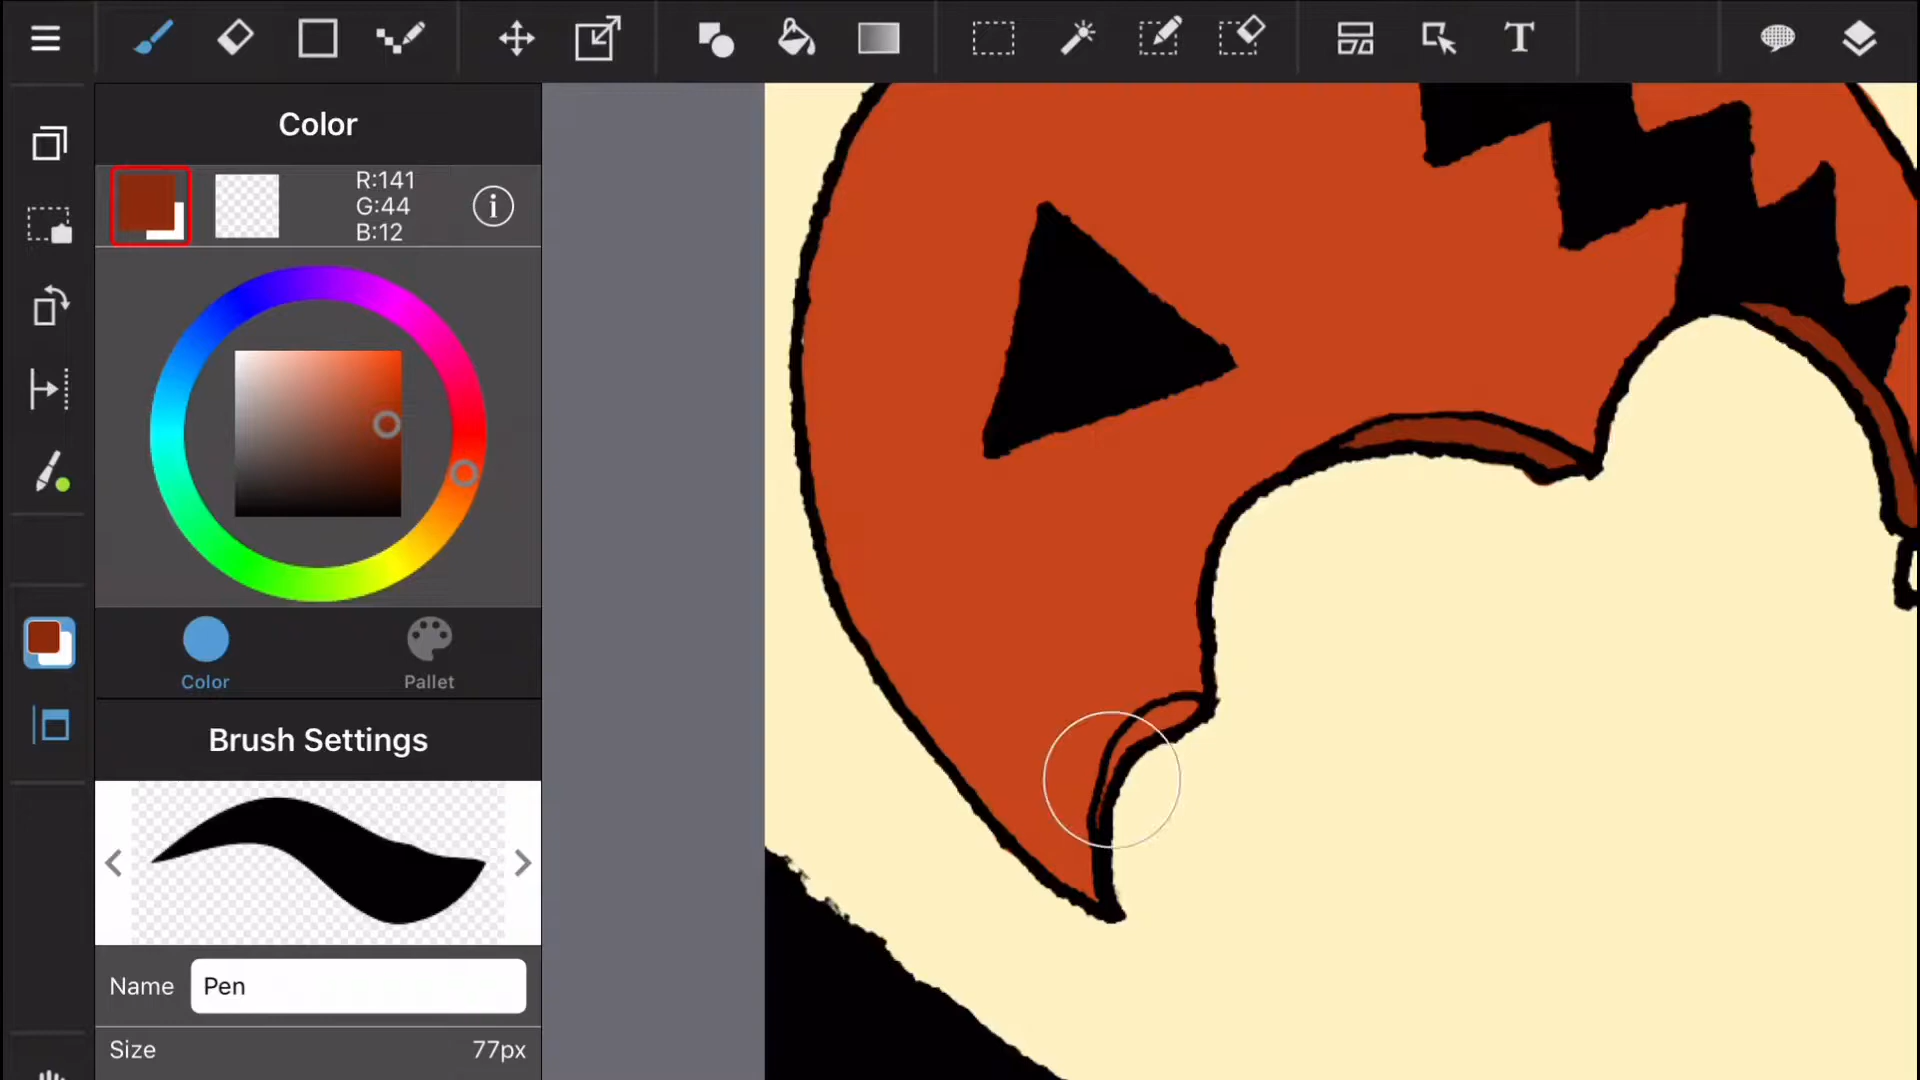 T
Color
R:141
G:44
B:12
i
Color
Pallet
Brush Settings
Name
Pen
Size
77px